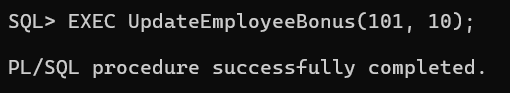 SQL> EXEC UpdateEmployeeBonus(101, 10);
PL/SQL procedure successfully completed.